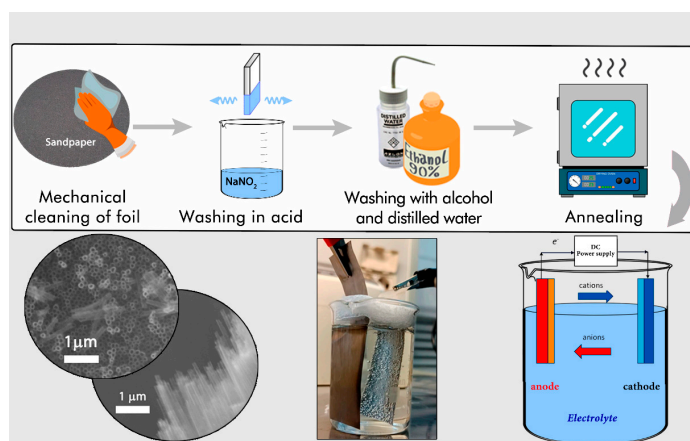 Sandpaper
Mechanical
cleaning of foil
NaNO2
Washing in acid
DISTILLED
WATER
Ethanol
90%
Washing with alcohol
and distilled water
Annealing
1μm
1 μm
e-
DC
Power supply
cations
anions
anode
cathode
Electrolyte